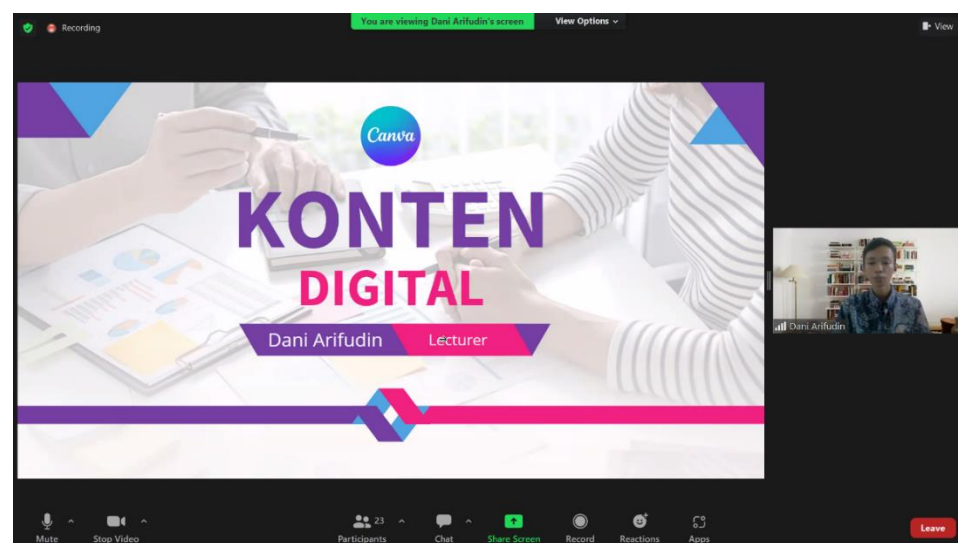 Recording
You are viewing Dani Arifudin's screen
View Options
View
Canva
KONTEN
DIGITAL
Dani Arifudin
Lecturer
Dani Arifudin
23
Mute
Stop Video
Participants
Chat
Share Screen
Record
Reactions
Apps
Leave